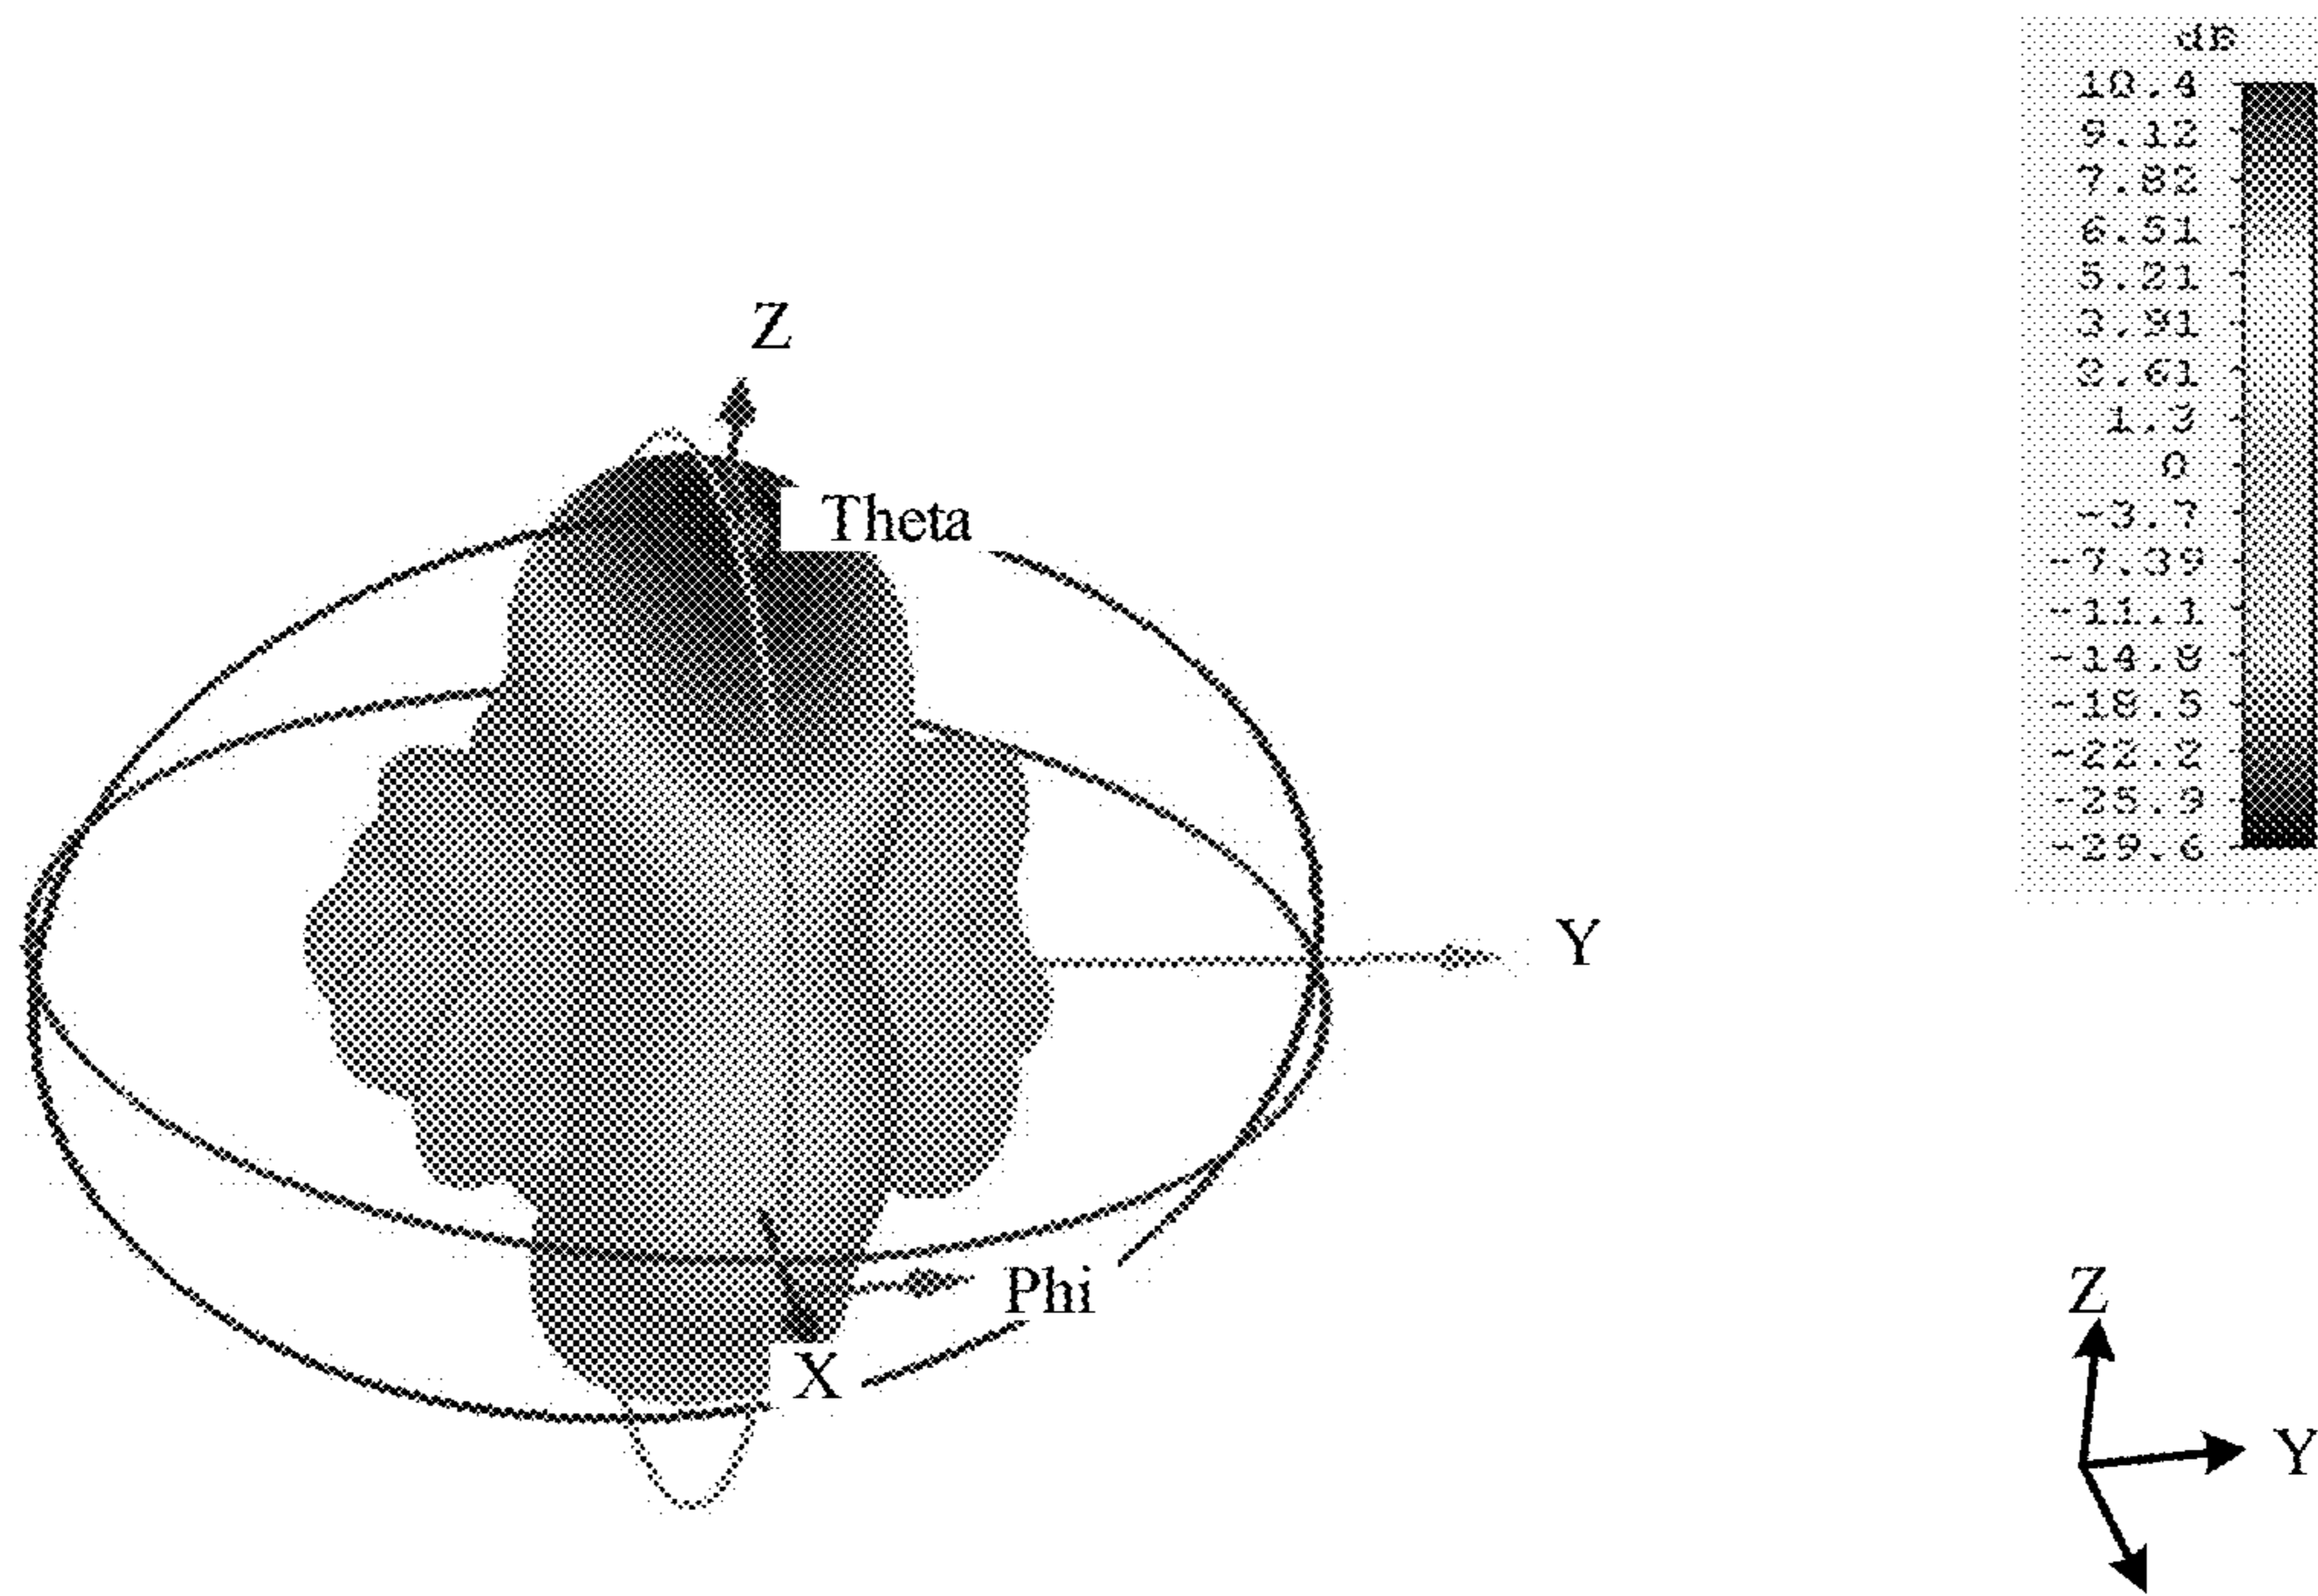 dB
10.4
9.12
7.82
6.51
5.21
3.91
2.61
1.3
0
-3.7
-7.39
-11.1
-14.8
-18.5
-22.2
-25.9
-29.6
Z
Theta
Y
Phi
X
Z
Y